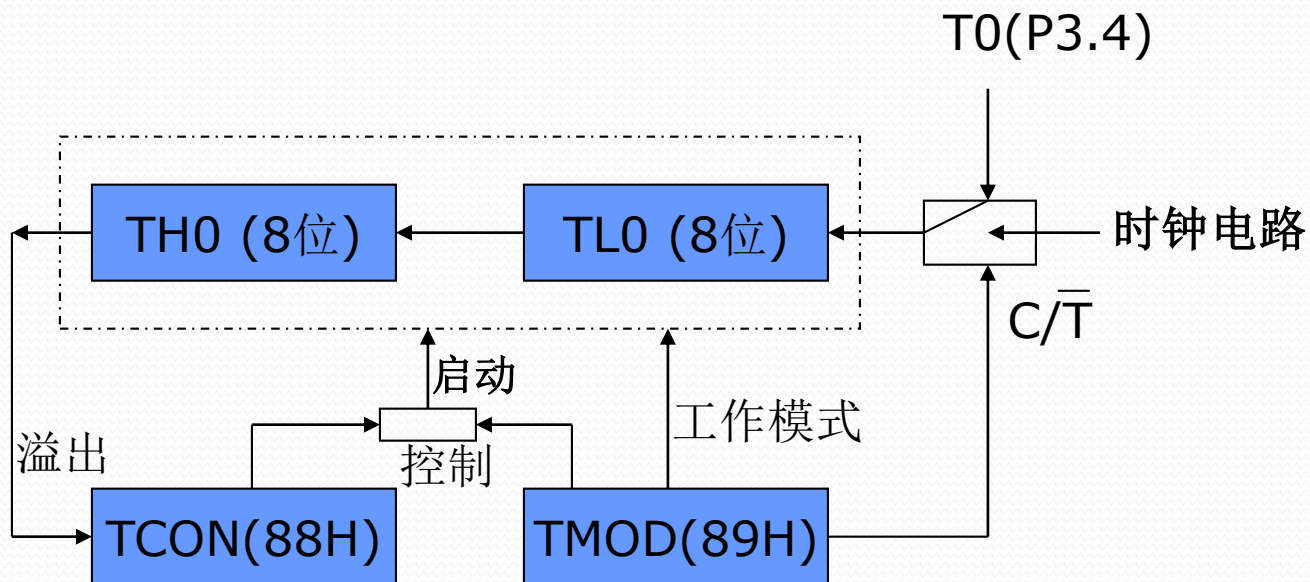 T0(P3.4)
TH0 (8位)
TL0 (8位)
时钟电路
C/T̅
启动
工作模式
溢出
控制
TCON(88H)
TMOD(89H)